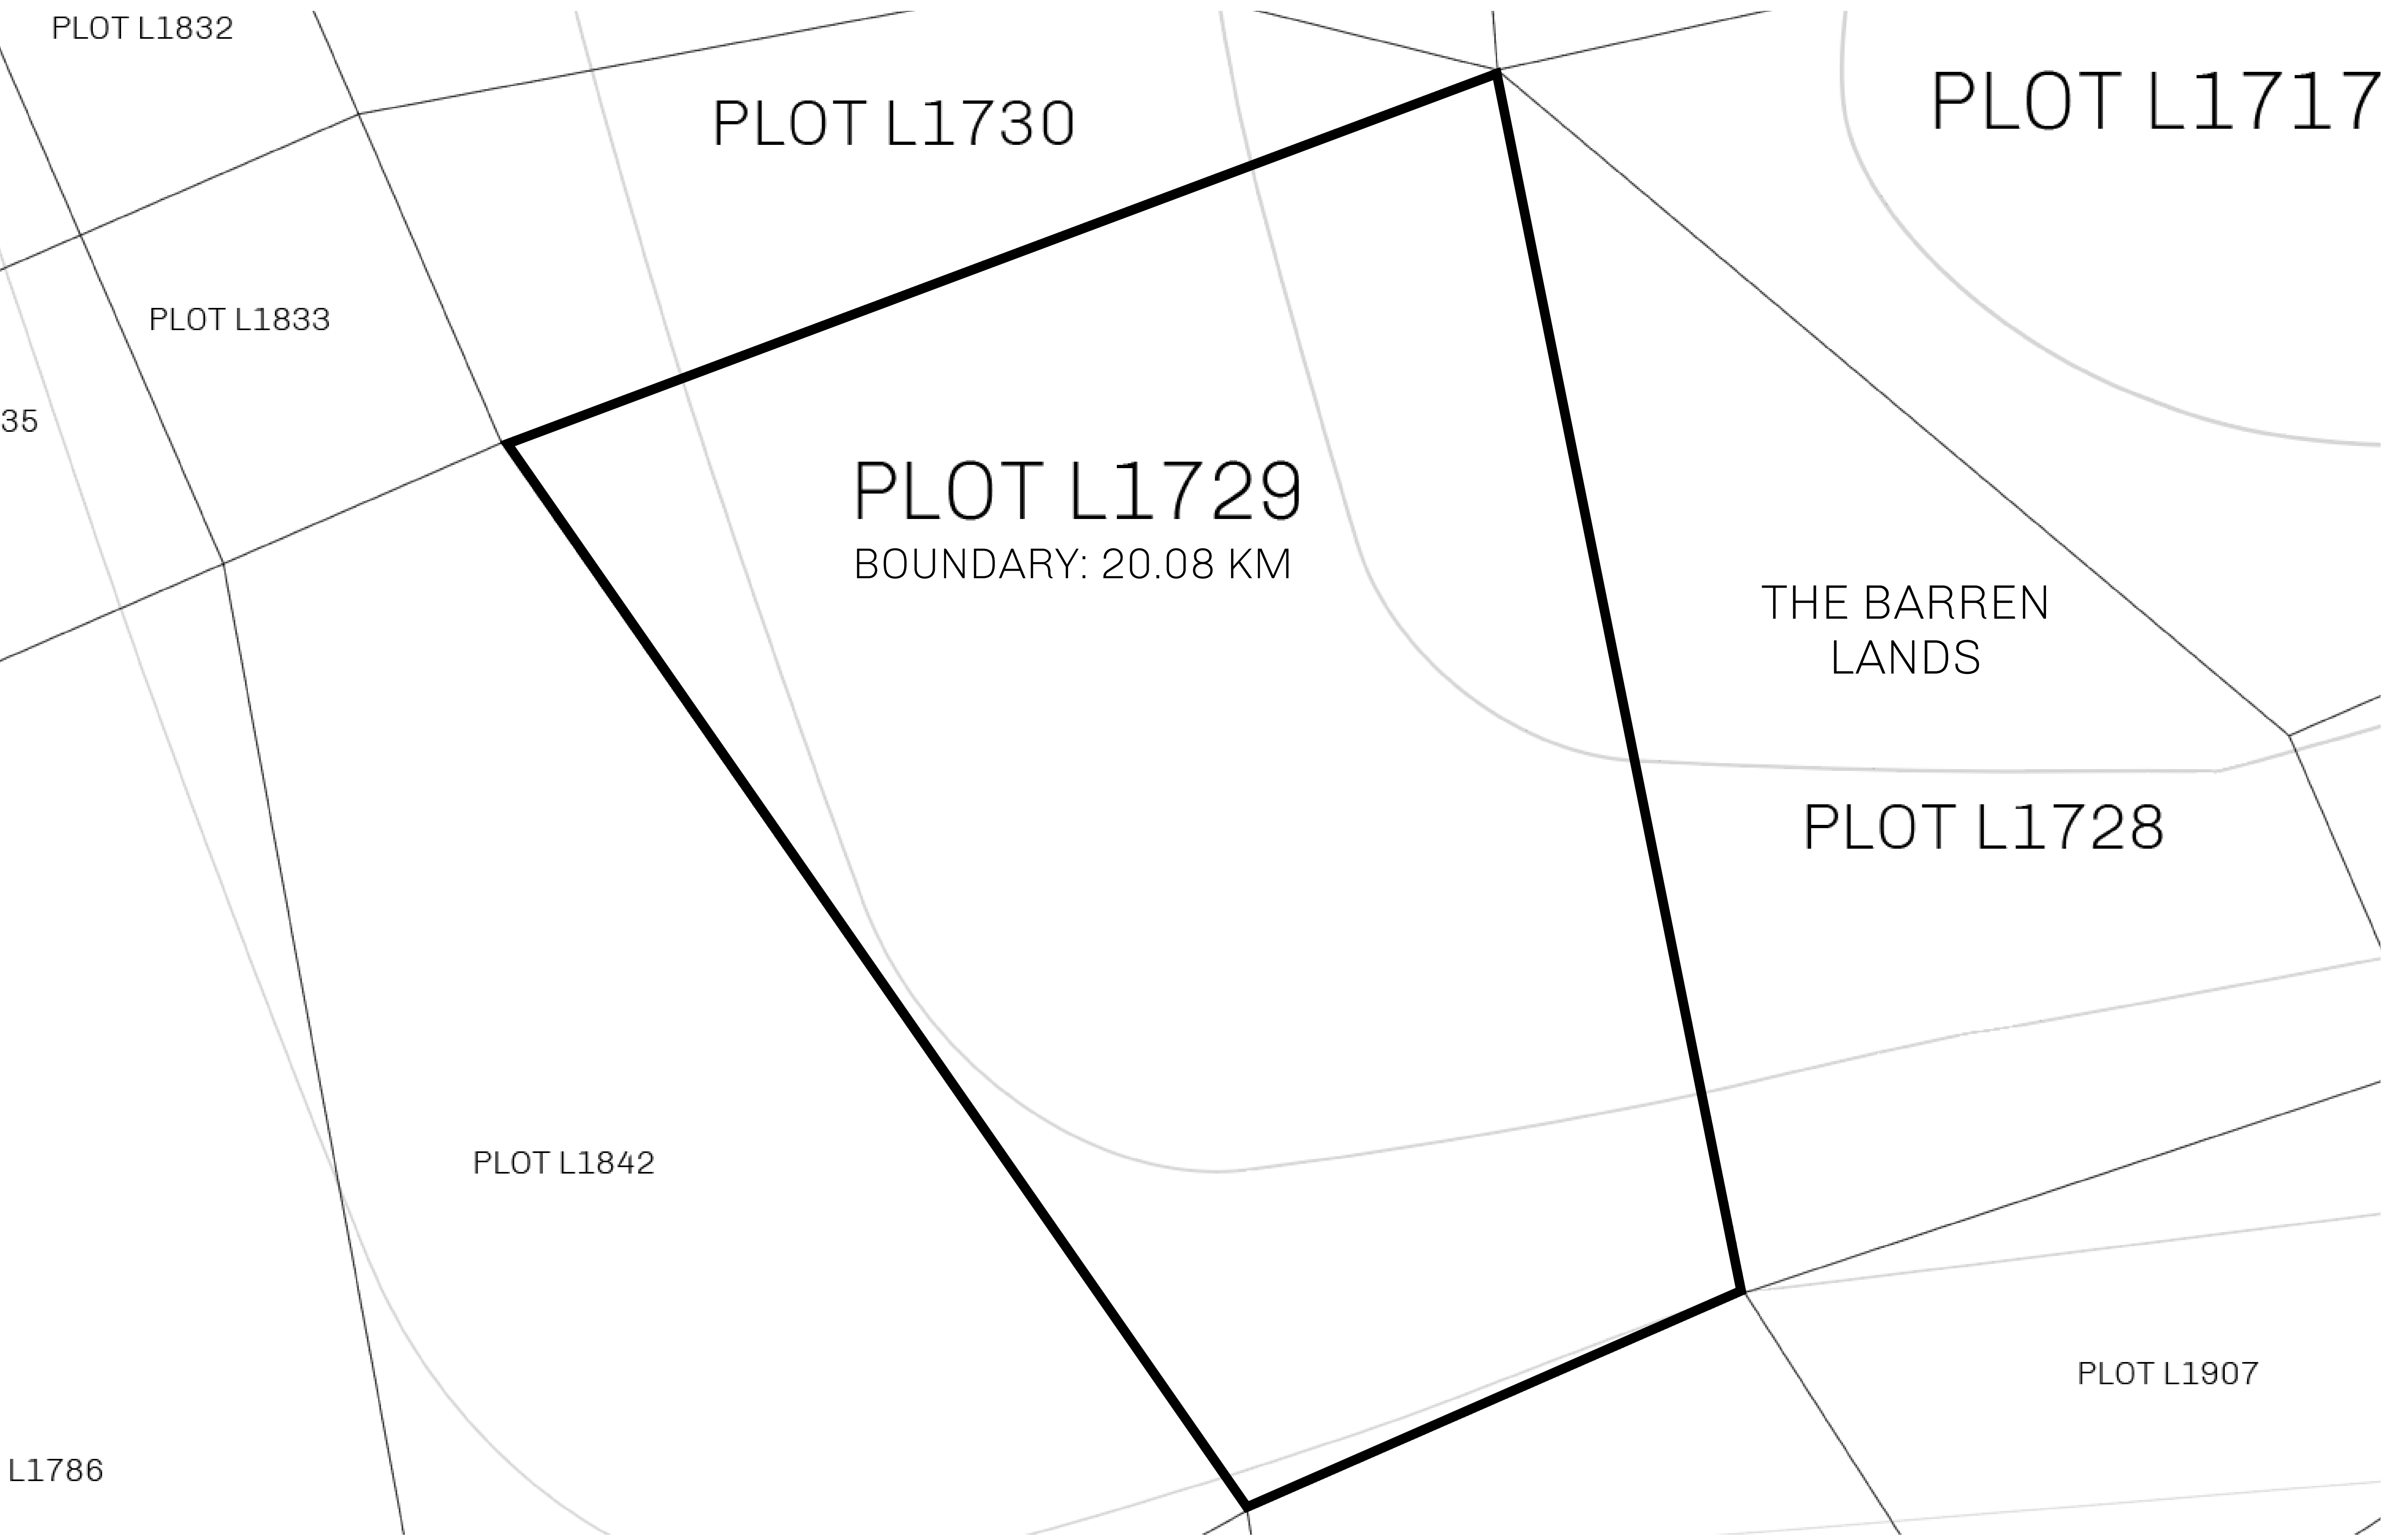 PLOT L1832
PLOT L1717
PLOT L1730
PLOT L1833
35
PLOT L1729
BOUNDARY: 20.08 KM
THE BARREN
LANDS
PLOT L1728
PLOT L1842
PLOT L1907
L1786